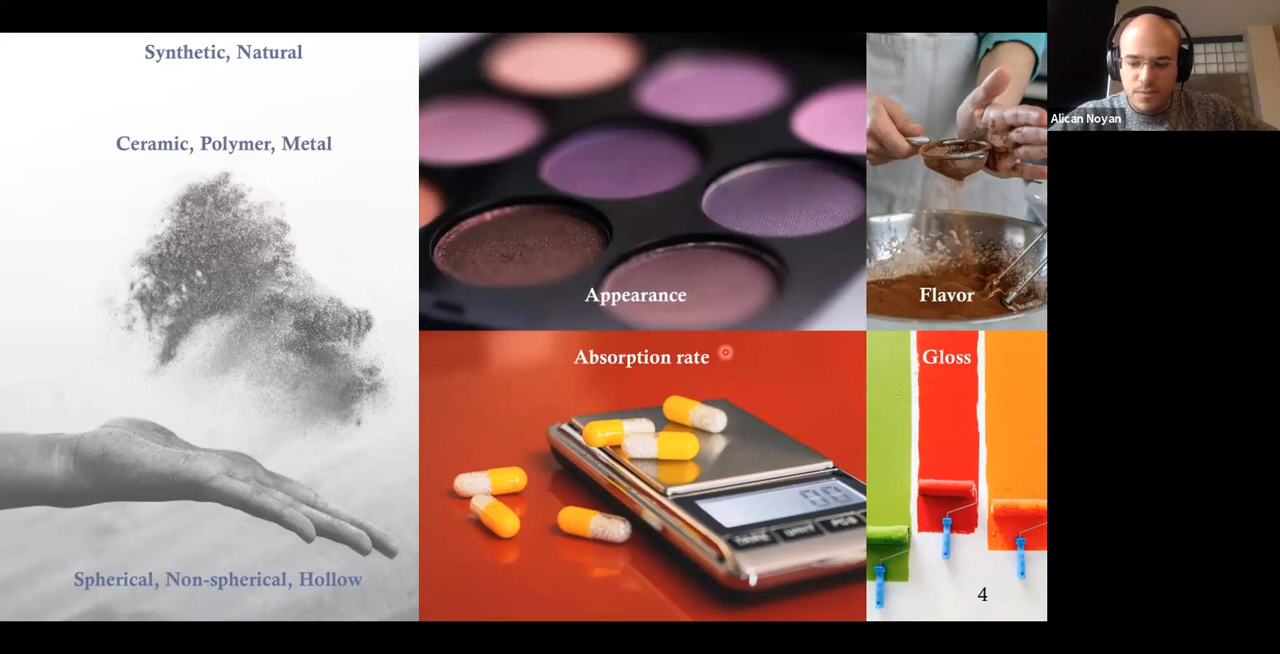 Synthetic, Natural
Ceramic, Polymer, Metal
Spherical, Non-spherical, Hollow
Appearance
Flavor
Absorption rate
Gloss
4
Alican Noyan